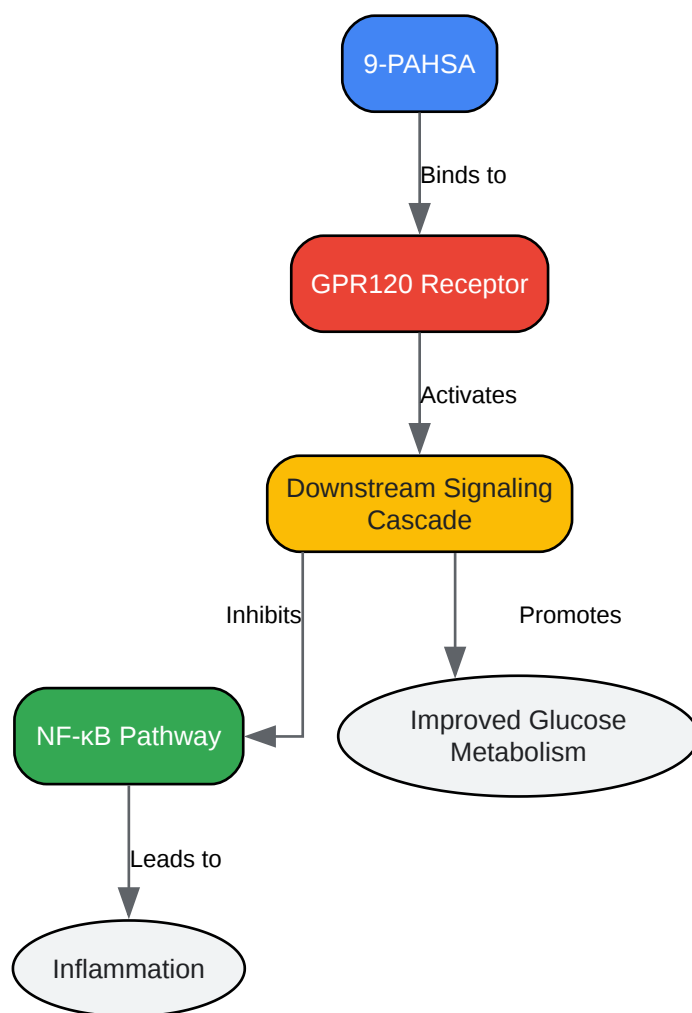 9-PAHSA
Binds to
GPR120 Receptor
Activates
Downstream Signaling
Cascade
Inhibits
Promotes
NF-κB Pathway
Improved Glucose
Metabolism
Leads to
Inflammation